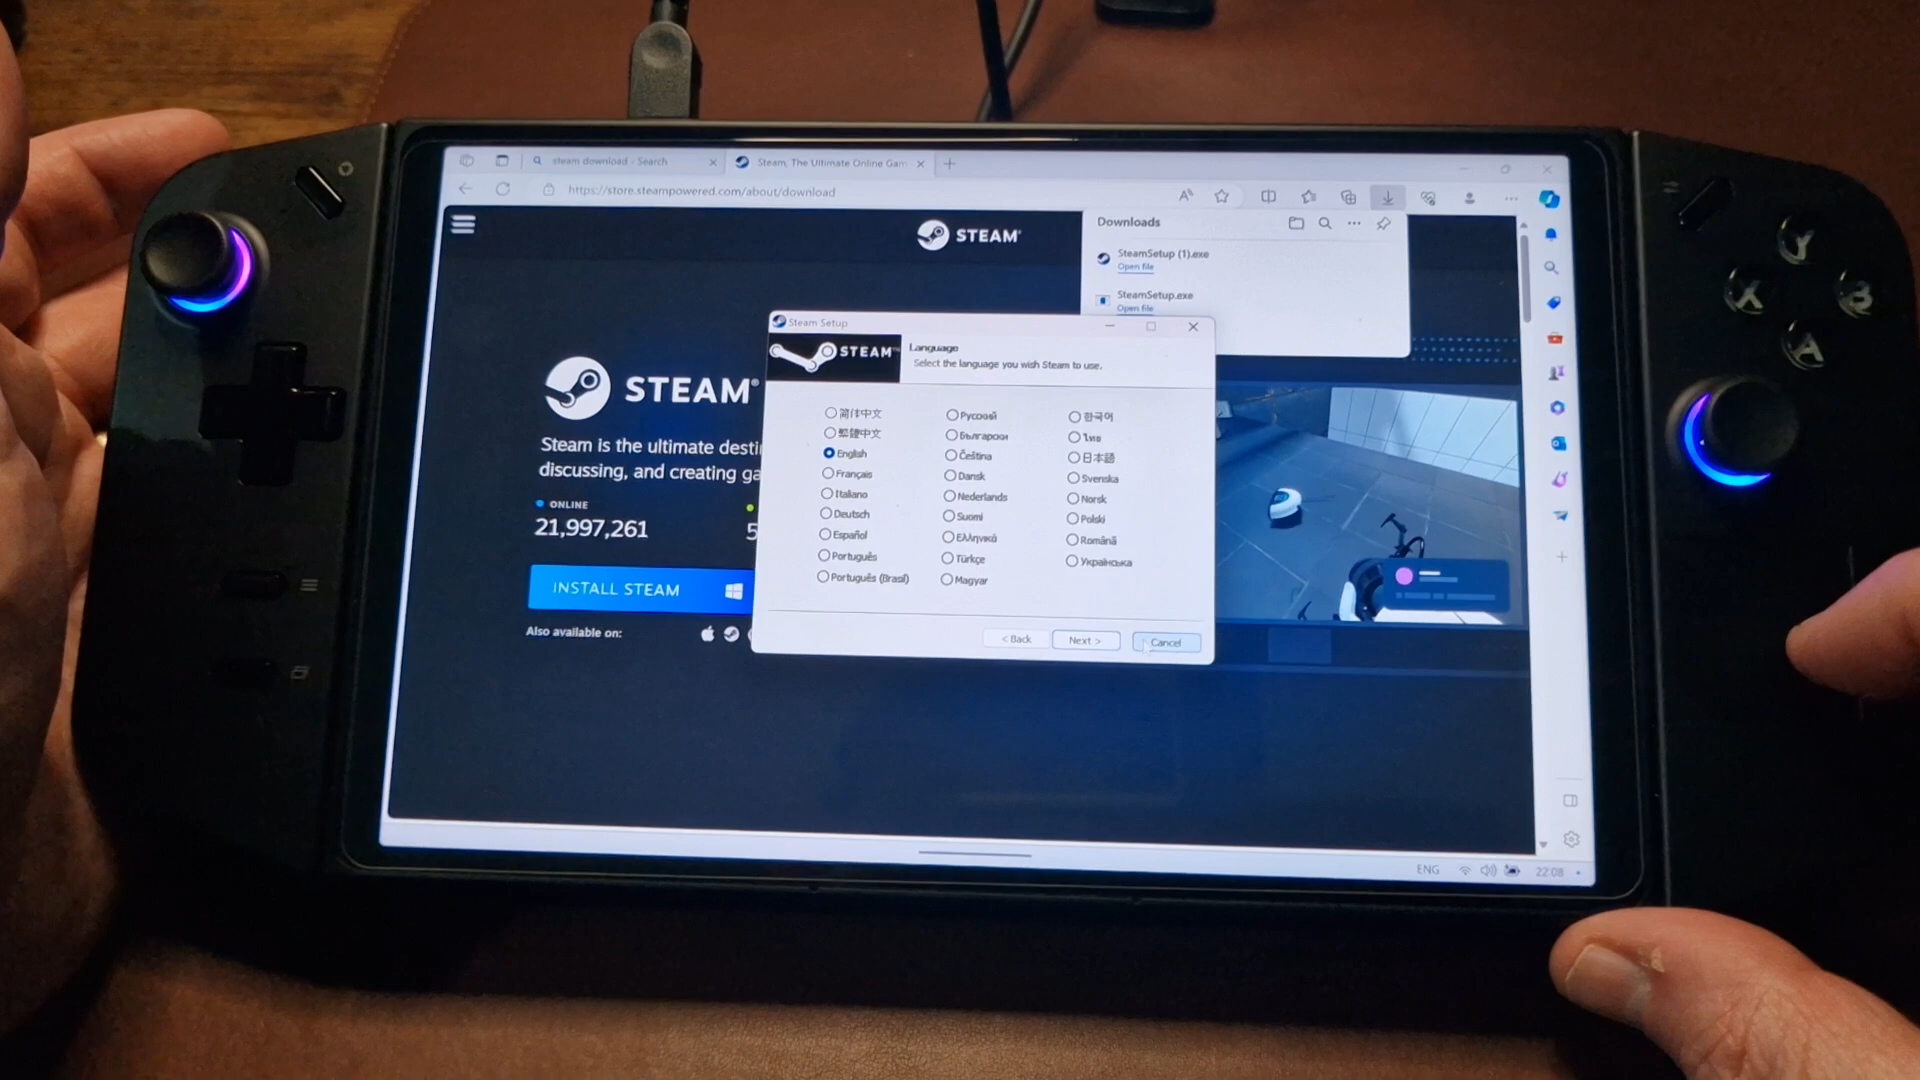 steam download - Search
Steam, The Ultimate Online Gam
https://store.steampowered.com/about/download
STEAM®
Downloads
SteamSetup (1).exe
Open file
SteamSetup.exe
Open file
Steam Setup
STEAM™
Language
Select the language you wish Steam to use.
简体中文
Русский
한국어
繁體中文
Български
ไทย
English
Čeština
日本語
Français
Dansk
Svenska
Italiano
Nederlands
Norsk
Deutsch
Suomi
Polski
Español
Ελληνικά
Română
Português
Türkçe
Українська
Português (Brasil)
Magyar
< Back
Next >
Cancel
STEAM®
Steam is the ultimate desti
discussing, and creating ga
ONLINE
21,997,261
5
INSTALL STEAM
Also available on:
ENG
22:08
Y
X
B
A